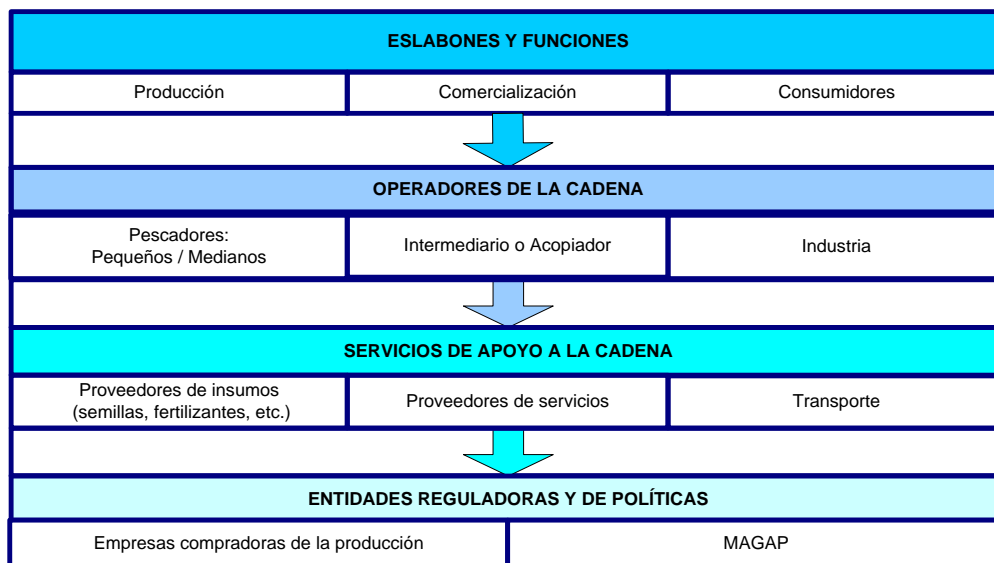 ESLABONES Y FUNCIONES
Producción
Comercialización
Consumidores
OPERADORES DE LA CADENA
Pescadores:
Pequeños / Medianos
Intermediario o Acopiador
Industria
SERVICIOS DE APOYO A LA CADENA
Proveedores de insumos
(semillas, fertilizantes, etc.)
Proveedores de servicios
Transporte
ENTIDADES REGULADORAS Y DE POLÍTICAS
Empresas compradoras de la producción
MAGAP